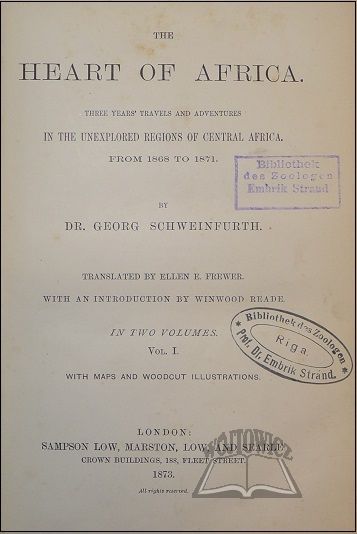 THE
HEART OF AFRICA.
THREE YEARS' TRAVELS AND ADVENTURES
IN THE UNEXPLORED REGIONS OF CENTRAL AFRICA.
FROM 1868 TO 1871.
Bibliothek
des Zoologen
Embrik Strand
BY
DR. GEORG SCHWEINFURTH.
TRANSLATED BY ELLEN E. FREWER.
WITH AN INTRODUCTION BY WINWOOD READE.
IN TWO VOLUMES.
VOL. I.
Bibliothek des Zoologen
Riga
Prof. Dr. Embrik Strand.
WITH MAPS AND WOODCUT ILLUSTRATIONS.
LONDON:
SAMPSON LOW, MARSTON, LOW, AND SEARLE,
CROWN BUILDINGS, 188, FLEET STREET.
1873.
All rights reserved.
WÓJTOWICZ